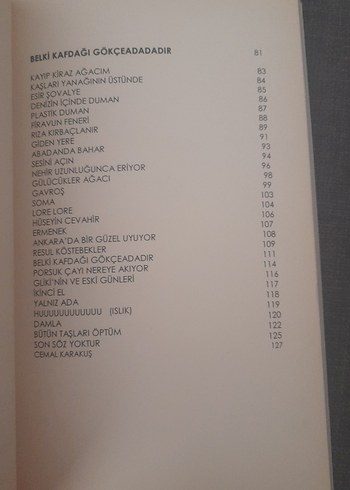 BELKİ KAFDAĞI GÖKÇEADADADIR 81
KAYIP KİRAZ AĞACIM 83
KAŞLARI YANAĞININ ÜSTÜNDE 84
ESİR ŞOVALYE 85
DENİZİN İÇİNDE DUMAN 86
PLASTİK DUMAN 87
FİRAVUN FENERİ 88
RIZA KIRBAÇLANIR 89
GİDEN YERE 91
ABADANDA BAHAR 93
SESİNİ AÇIN 94
NEHİR UZUNLUĞUNCA ERİYOR 96
GÜLÜCÜKLER AĞACI 98
GAVROŞ 99
SOMA 103
LORE LORE 104
HÜSEYİN CEVAHİR 106
ERMENEK 107
ANKARA'DA BİR GÜZEL UYUYOR 108
RESUL KÖSTEBEKLER 109
BELKİ KAFDAĞI GÖKÇEADADIR 111
PORSUK ÇAYI NEREYE AKIYOR 114
GÜKİ'NİN VE ESKİ GÜNLERİ 116
İKİNCİ EL 117
YALNIZ ADA 118
HUUUUUUUUUUU (ISLIK) 119
DAMLA 120
BÜTÜN TAŞLARI ÖPTÜM 122
SON SÖZ YOKTUR 125
CEMAL KARAKUŞ 127